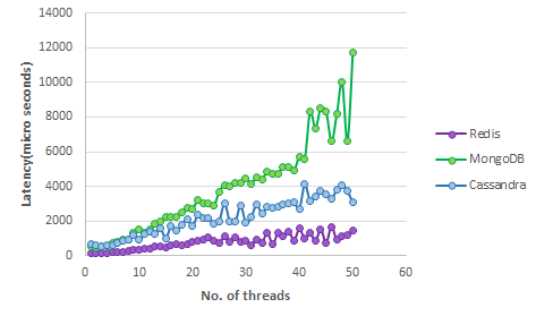 14000
12000
10000
8000
6000
4000
2000
0
Latency(micro seconds)
0 10 20 30 40 50 60
No. of threads
Redis
MongoDB
Cassandra